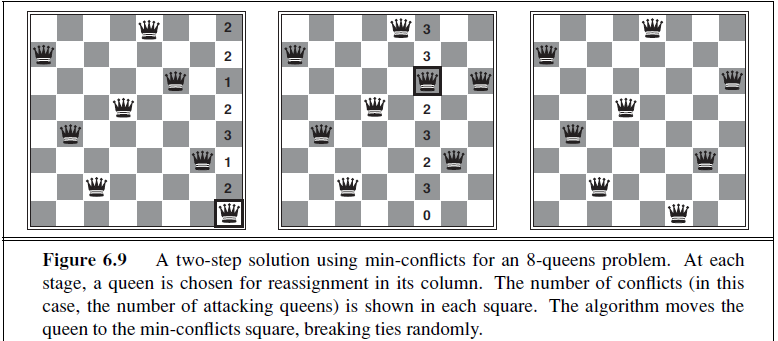 2 3
2 3
1
2 2
3 3
1 2
2 3
0
Figure 6.9 A two-step solution using min-conflicts for an 8-queens problem. At each
stage, a queen is chosen for reassignment in its column. The number of conflicts (in this
case, the number of attacking queens) is shown in each square. The algorithm moves the
queen to the min-conflicts square, breaking ties randomly.